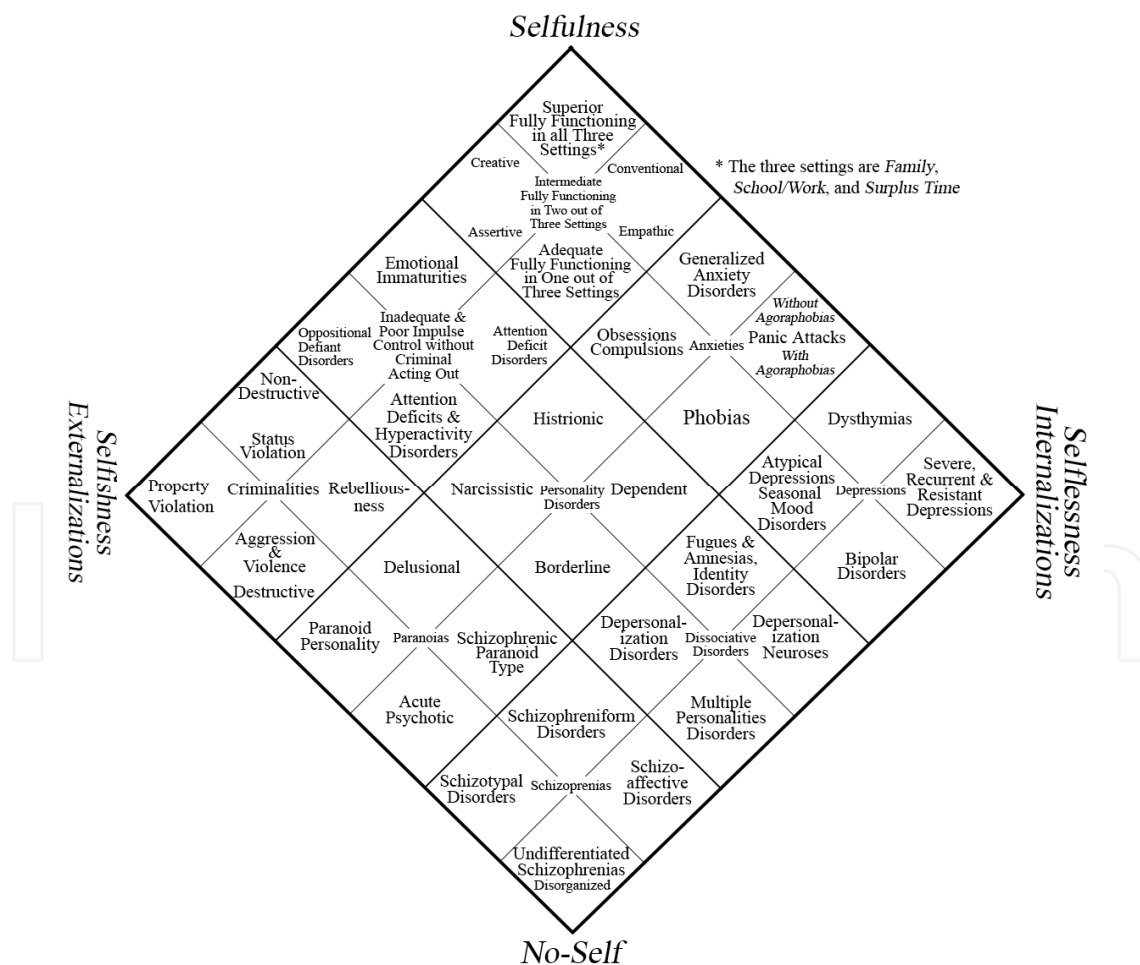 Selfulness
Superior
Fully Functioning
in all Three
Settings*
Creative
Conventional
* The three settings are Family,
School/Work, and Surplus Time
Intermediate
Fully Functioning
in Two out of
Three Settings
Assertive
Empathic
Adequate
Fully Functioning
in One out of
Three Settings
Emotional
Immaturities
Generalized
Anxiety
Disorders
Oppositional
Defiant
Disorders
Inadequate &
Poor Impulse
Control without
Criminal
Acting Out
Attention
Deficit
Disorders
Obsessions
Compulsions
Anxieties
Without
Agoraphobias
Panic Attacks
With
Agoraphobias
Non-
Destructive
Attention
Deficits &
Hyperactivity
Disorders
Histrionic
Phobias
Dysthymias
Selfishness
Externalizations
Status
Violation
Property
Violation
Criminalities
Rebellious-
ness
Narcissistic
Personality
Disorders
Dependent
Atypical
Depressions
Seasonal
Mood
Disorders
Depressions
Severe,
Recurrent &
Resistant
Depressions
Selflessness
Internalizations
Aggression
&
Violence
Destructive
Delusional
Borderline
Fugues &
Amnesias,
Identity
Disorders
Bipolar
Disorders
Paranoid
Personality
Paranoias
Schizophrenic
Paranoid
Type
Depersonal-
ization
Disorders
Dissociative
Disorders
Depersonal-
ization
Neuroses
Acute
Psychotic
Schizophreniform
Disorders
Multiple
Personalities
Disorders
Schizotypal
Disorders
Schizoprenias
Schizo-
affective
Disorders
Undifferentiated
Schizophrenias
Disorganized
No-Self